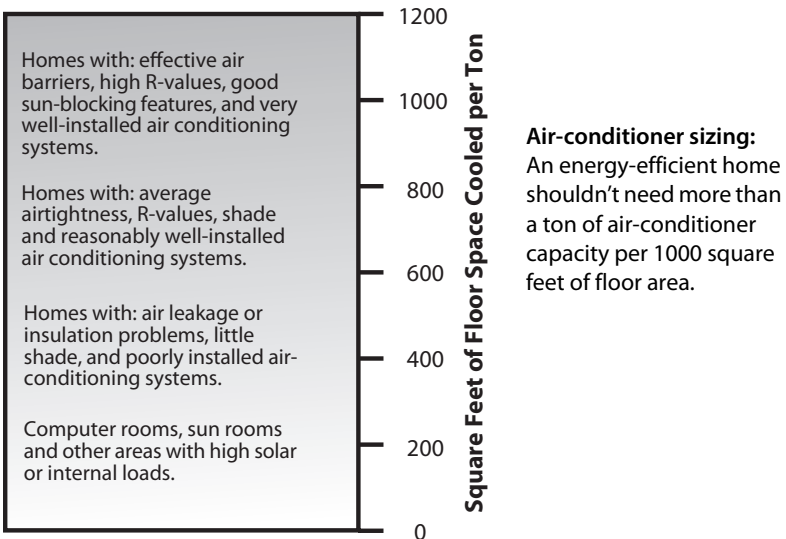 Homes with: effective air
barriers, high R-values, good
sun-blocking features, and very
well-installed air conditioning
systems.
Homes with: average
airtightness, R-values, shade
and reasonably well-installed
air conditioning systems.
Homes with: air leakage or
insulation problems, little
shade, and poorly installed air-
conditioning systems.
Computer rooms, sun rooms
and other areas with high solar
or internal loads.
1200
1000
800
600
400
200
0
Square Feet of Floor Space Cooled per Ton
Air-conditioner sizing:
An energy-efficient home
shouldn’t need more than
a ton of air-conditioner
capacity per 1000 square
feet of floor area.